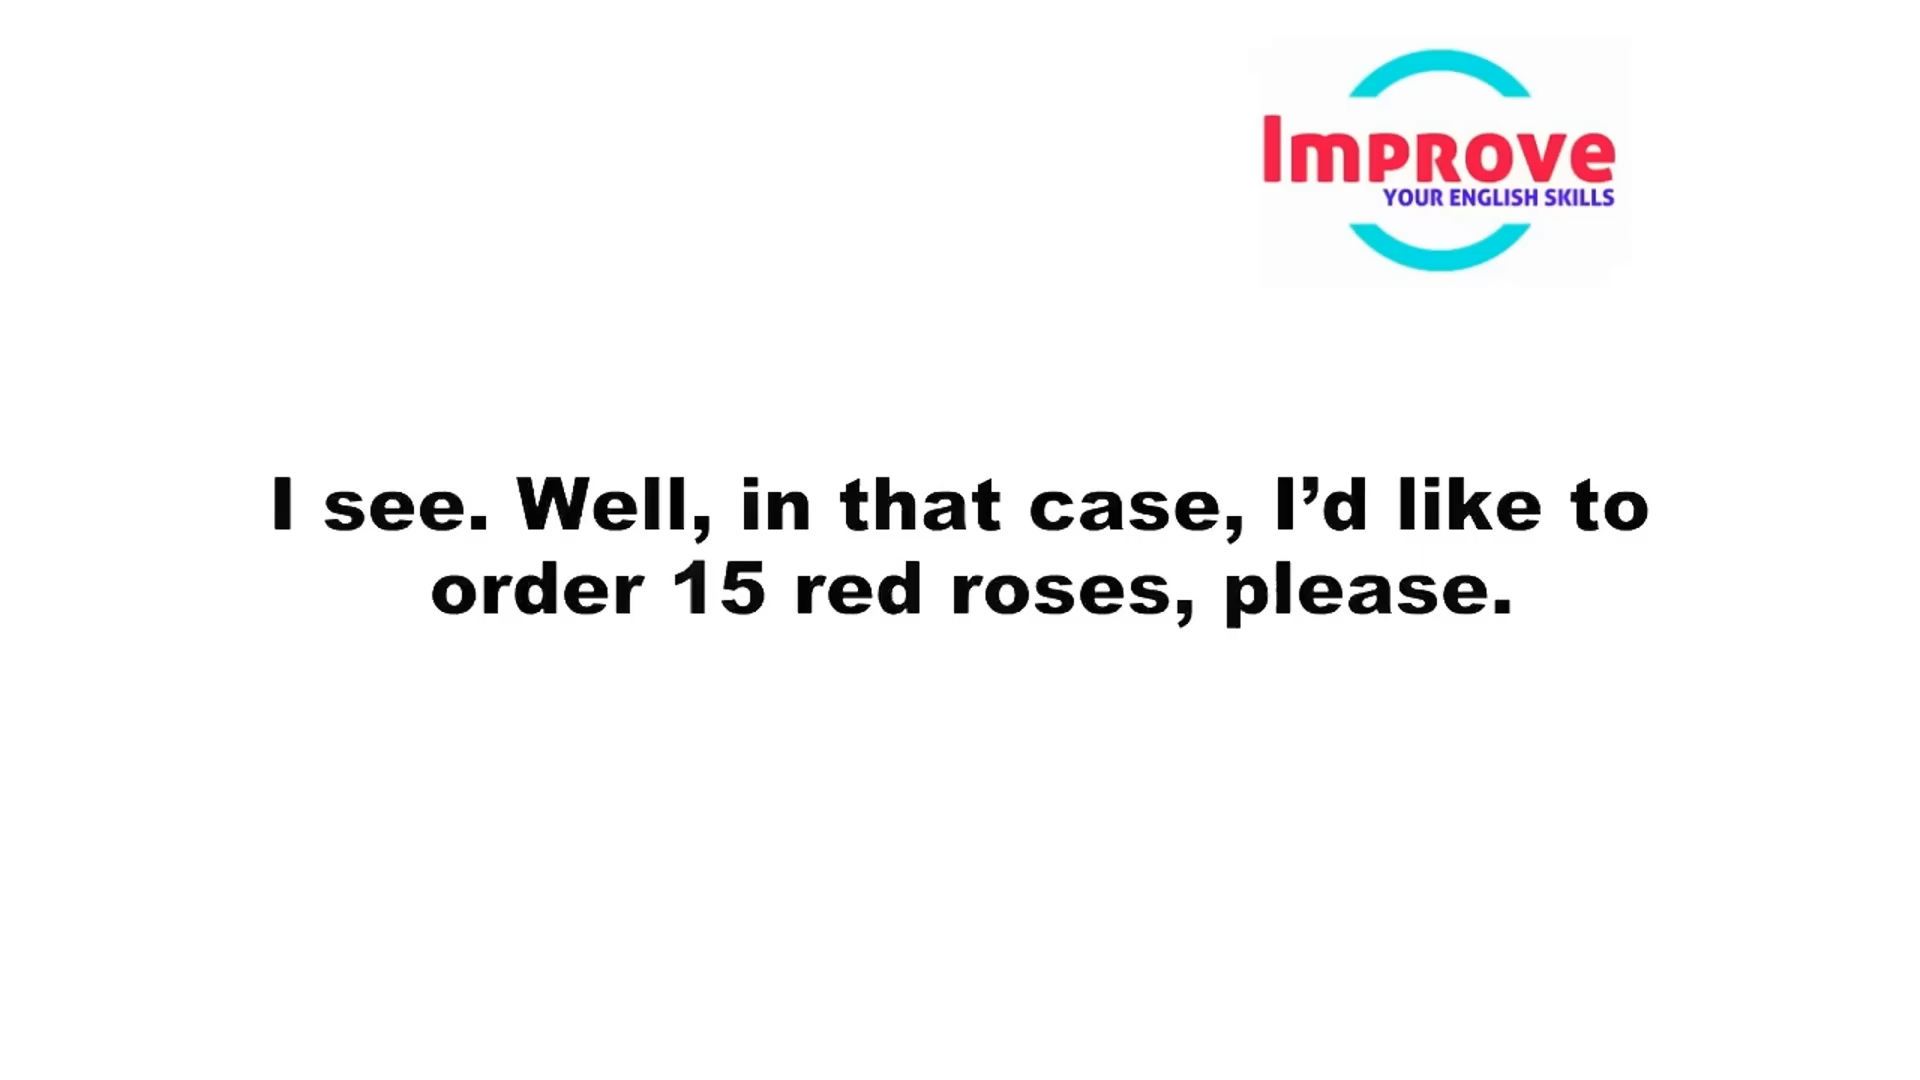 Improve
YOUR ENGLISH SKILLS
I see. Well, in that case, I’d like to
order 15 red roses, please.